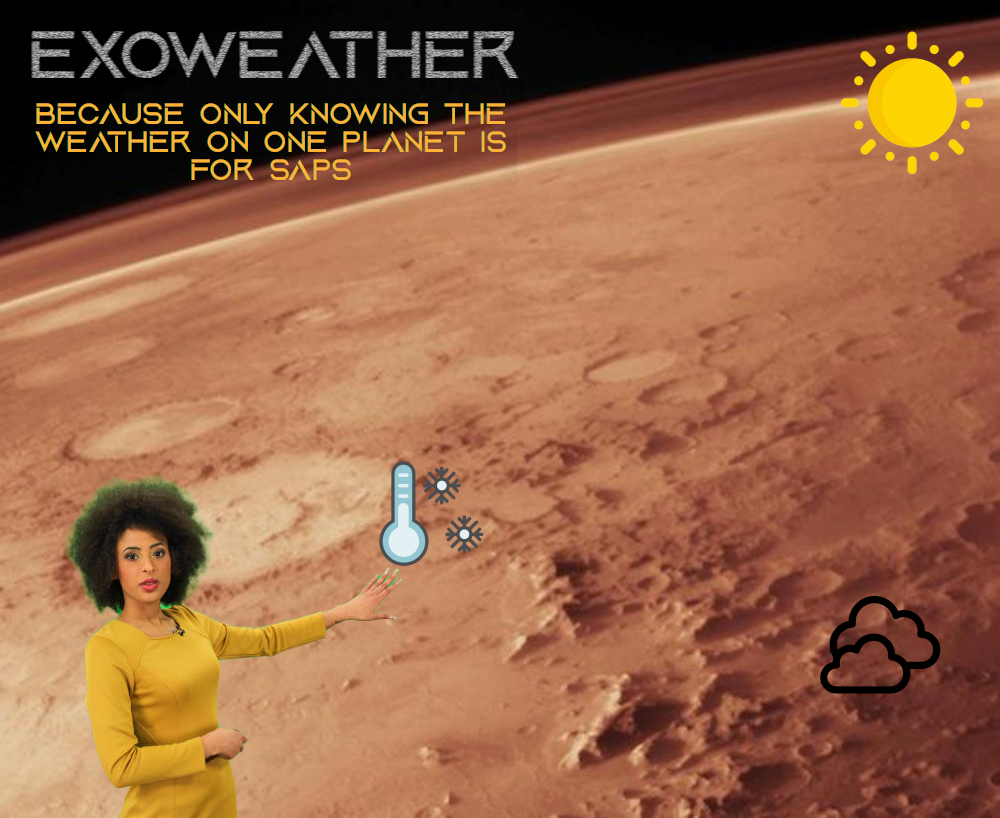 EXOWEATHER
BECAUSE ONLY KNOWING THE
WEATHER ON ONE PLANET IS
FOR SAPS